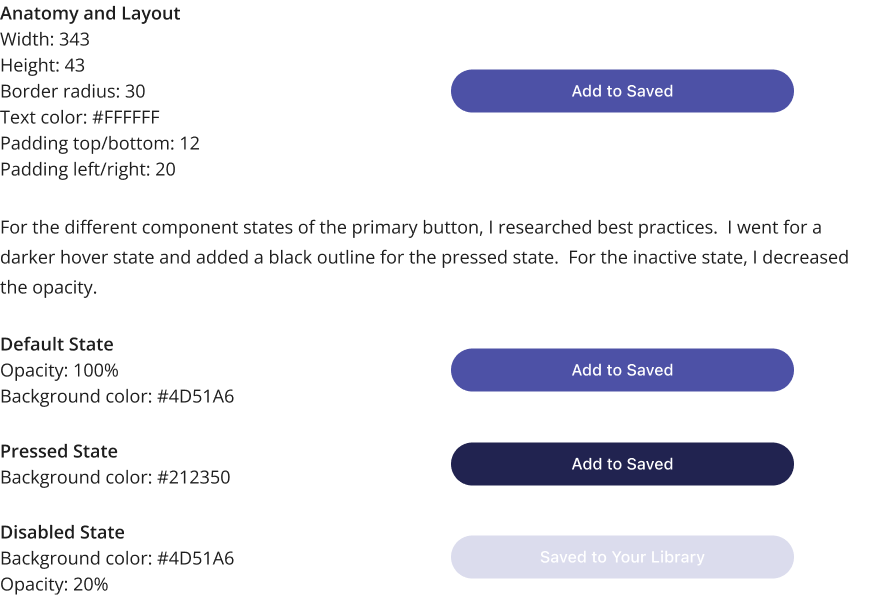 Anatomy and Layout
Width: 343
Height: 43
Border radius: 30
Text color: #FFFFFF
Padding top/bottom: 12
Padding left/right: 20
Add to Saved
For the different component states of the primary button, I researched best practices.  I went for a
darker hover state and added a black outline for the pressed state.  For the inactive state, I decreased
the opacity.
Default State
Opacity: 100%
Background color: #4D51A6
Add to Saved
Pressed State
Background color: #212350
Add to Saved
Disabled State
Background color: #4D51A6
Opacity: 20%
Saved to Your Library